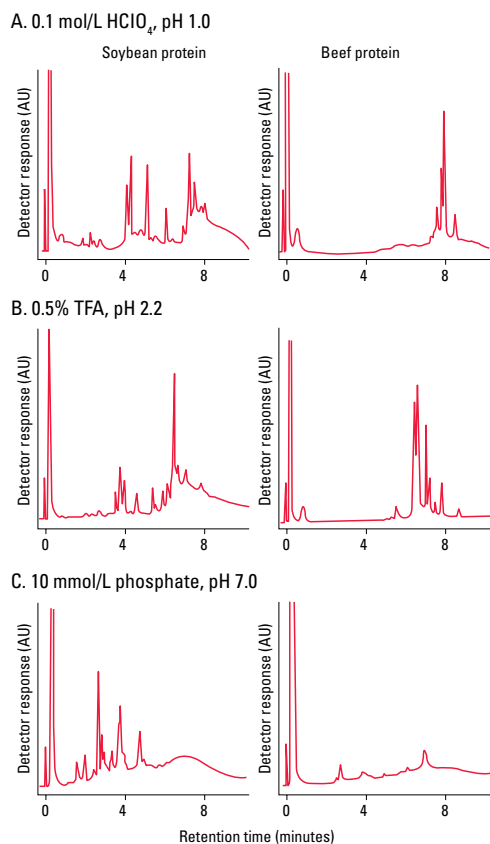 A. 0.1 mol/L HClO4, pH 1.0
Soybean protein
Beef protein
Detector response (AU)
Detector response (AU)
0 4 8
0 4 8
B. 0.5% TFA, pH 2.2
Detector response (AU)
Detector response (AU)
0 4 8
0 4 8
C. 10 mmol/L phosphate, pH 7.0
Detector response (AU)
Detector response (AU)
0 4 8
0 4 8
Retention time (minutes)